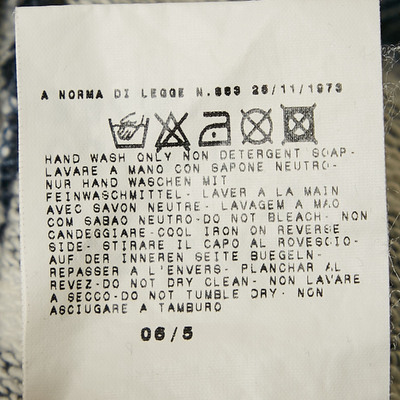 A NORMA DI LEGGE N.883 26/11/1973
HAND WASH ONLY NON DETERGENT SOAP-
LAVARE A MANO CON SAPONE NEUTRO-
NUR HAND WASCHEN MIT
FEINWASCHMITTEL- LAVER A LA MAIN
AVEC SAVON NEUTRE- LAVAGEM A MAO
COM SABAO NEUTRO-DO NOT BLEACH- NON
CANDEGGIARE-COOL IRON ON REVERSE
SIDE- STIRARE IL CAPO AL ROVESCIO-
AUF DER INNEREN SEITE BUEGELN-
REPASSER A L'ENVERS- PLANCHAR AL
REVEZ-DO NOT DRY CLEAN- NON LAVARE
A SECCO-DO NOT TUMBLE DRY- NON
ASCIUGARE A TAMBURO
06/5